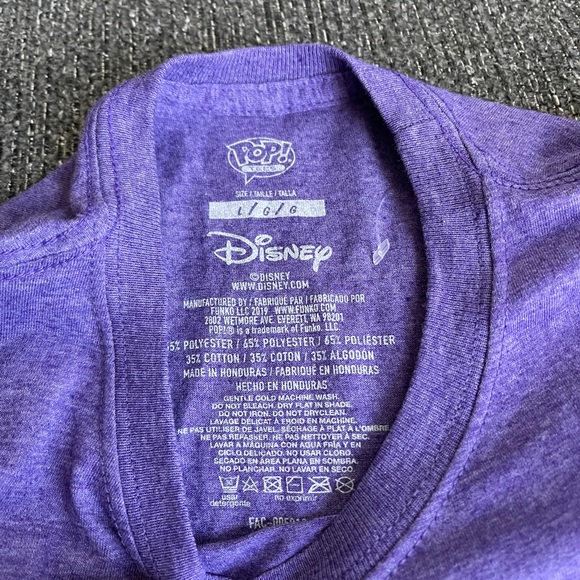 POP!
TEES
SIZE / TAILLE / TALLA
L / G / G
Disney
©DISNEY
WWW.DISNEY.COM
MANUFACTURED BY / FABRIQUÉ PAR / FABRICADO POR
FUNKO LLC 2019 WWW.FUNKO.COM
2802 WETMORE AVE. EVERETT WA 98201
POP!® is a trademark of Funko, LLC.
5% POLYESTER / 65% POLYESTER / 65% POLIÉSTER
35% COTTON / 35% COTON / 35% ALGODÓN
MADE IN HONDURAS / FABRIQUÉ EN HONDURAS
HECHO EN HONDURAS
GENTLE COLD MACHINE WASH.
DO NOT BLEACH. DRY FLAT IN SHADE.
DO NOT IRON. DO NOT DRYCLEAN.
LAVAGE DÉLICAT À FROID EN MACHINE.
NE PAS UTILISER DE JAVEL. SÉCHAGE À PLAT À L'OMBRE.
NE PAS REPASSER. NE PAS NETTOYER À SEC.
LAVAR A MÁQUINA CON AGUA FRÍA Y EN
CICLO DELICADO. NO USAR CLORO.
SECADO EN ÁREA PLANA EN SOMBRA.
NO PLANCHAR. NO LAVAR EN SECO.
usar detergente
no exprimir